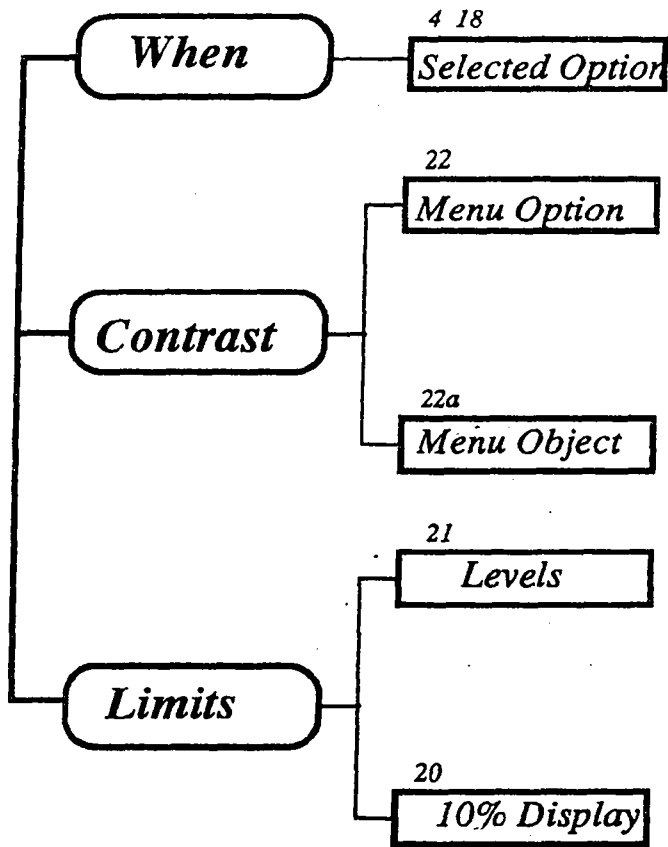 4 18
When
Selected Option
22
Menu Option
Contrast
22a
Menu Object
21
Levels
Limits
20
10% Display